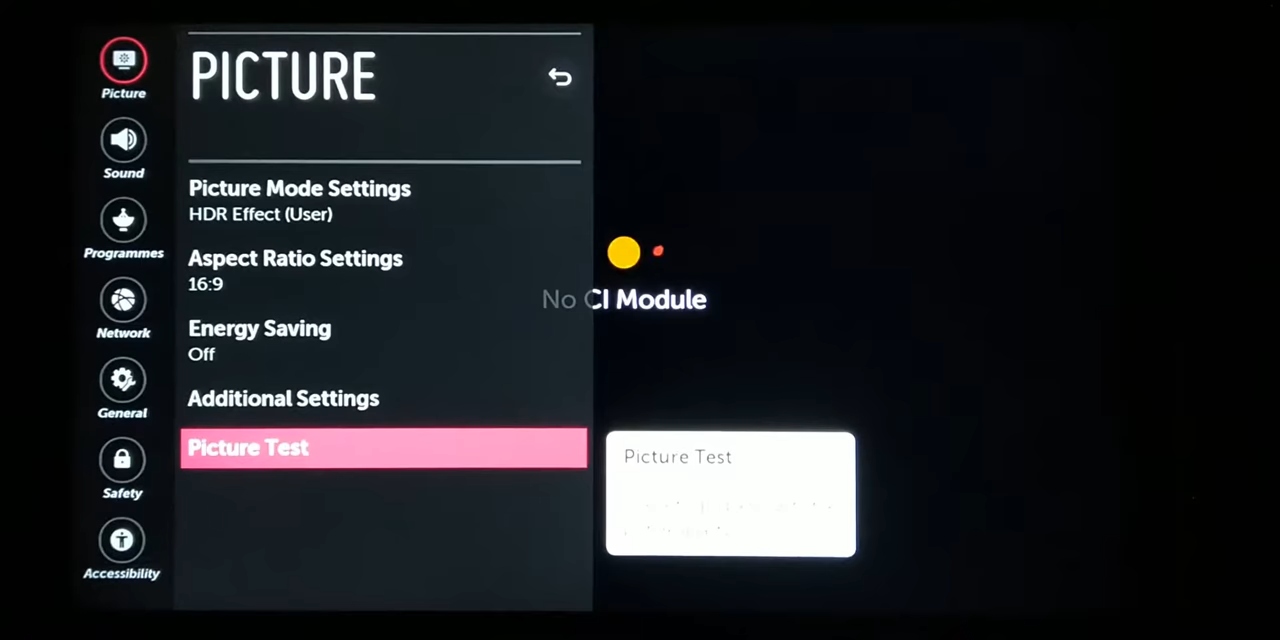 Picture
Sound
Programmes
Network
General
Safety
Accessibility
PICTURE
Picture Mode Settings
HDR Effect (User)
Aspect Ratio Settings
16:9
Energy Saving
Off
Additional Settings
Picture Test
No CI Module
Picture Test